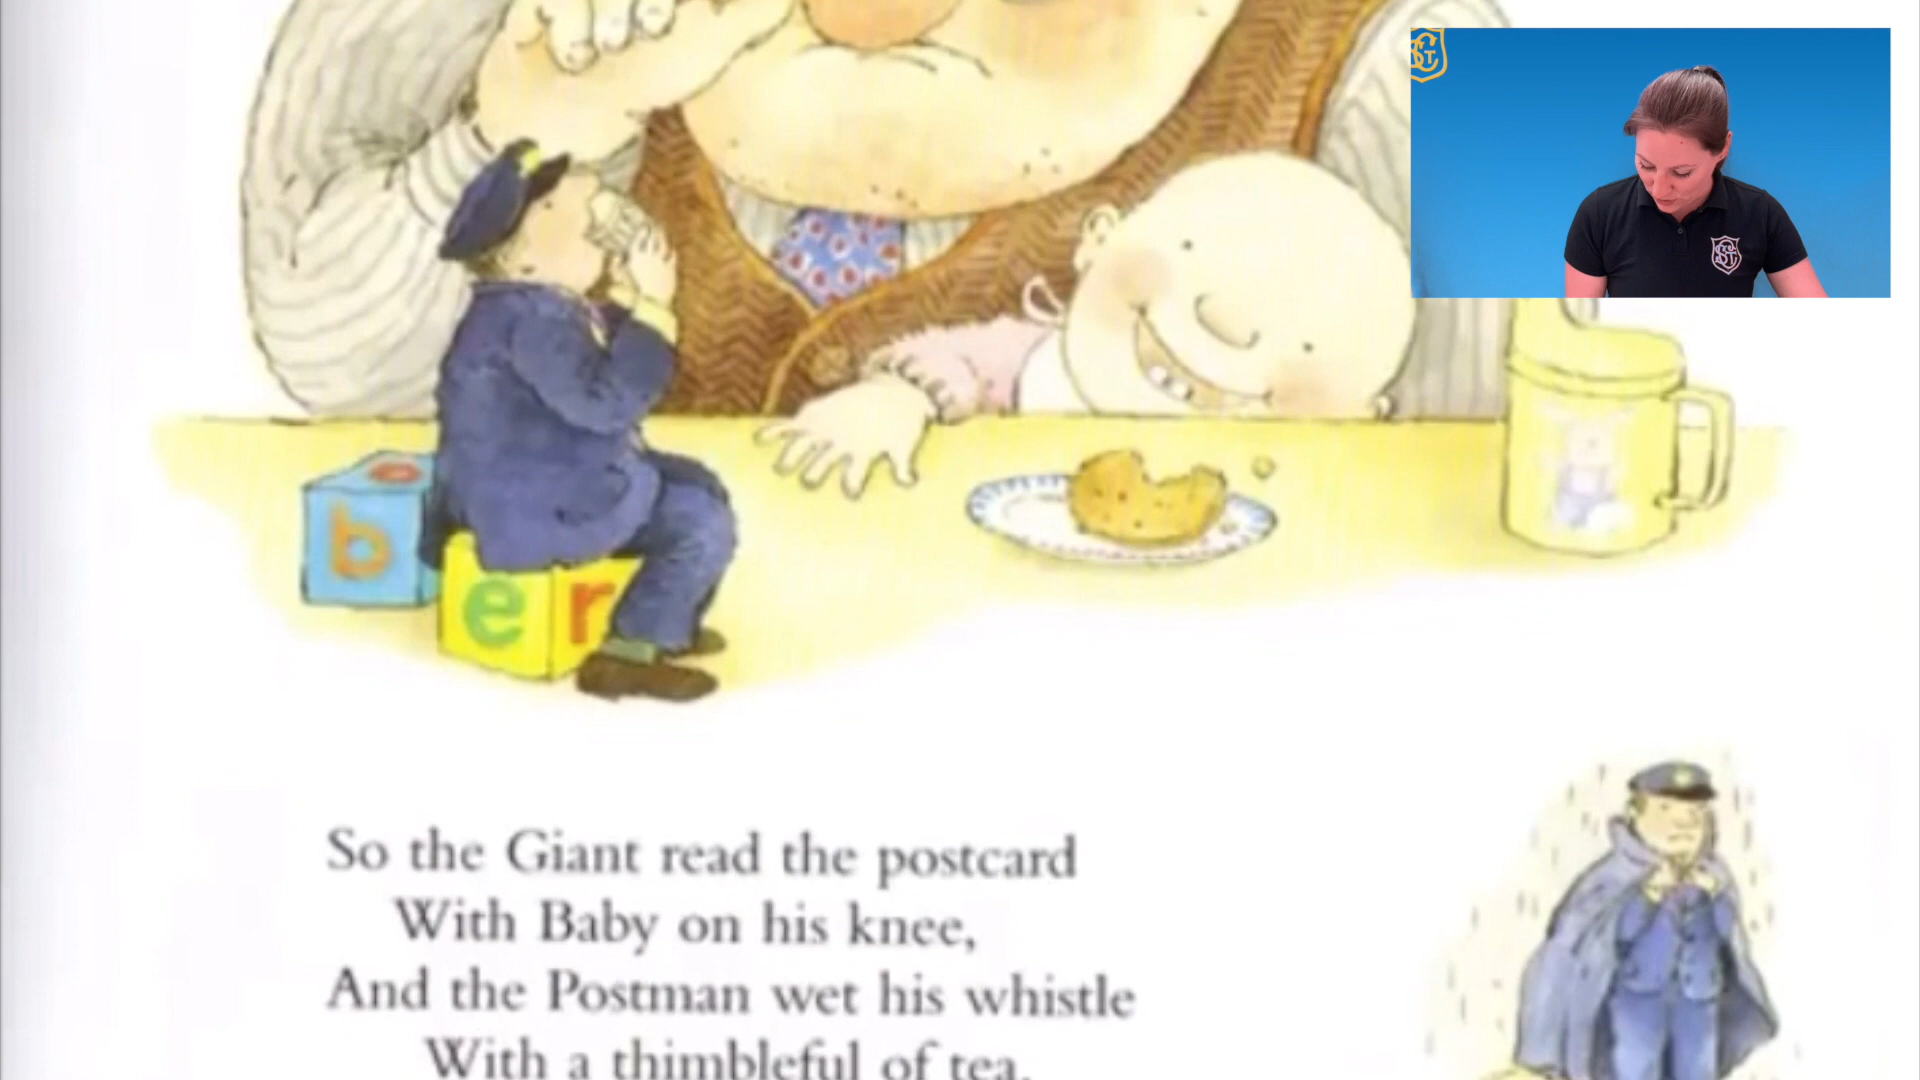 b
e r
So the Giant read the postcard
With Baby on his knee,
And the Postman wet his whistle
With a thimbleful of tea.